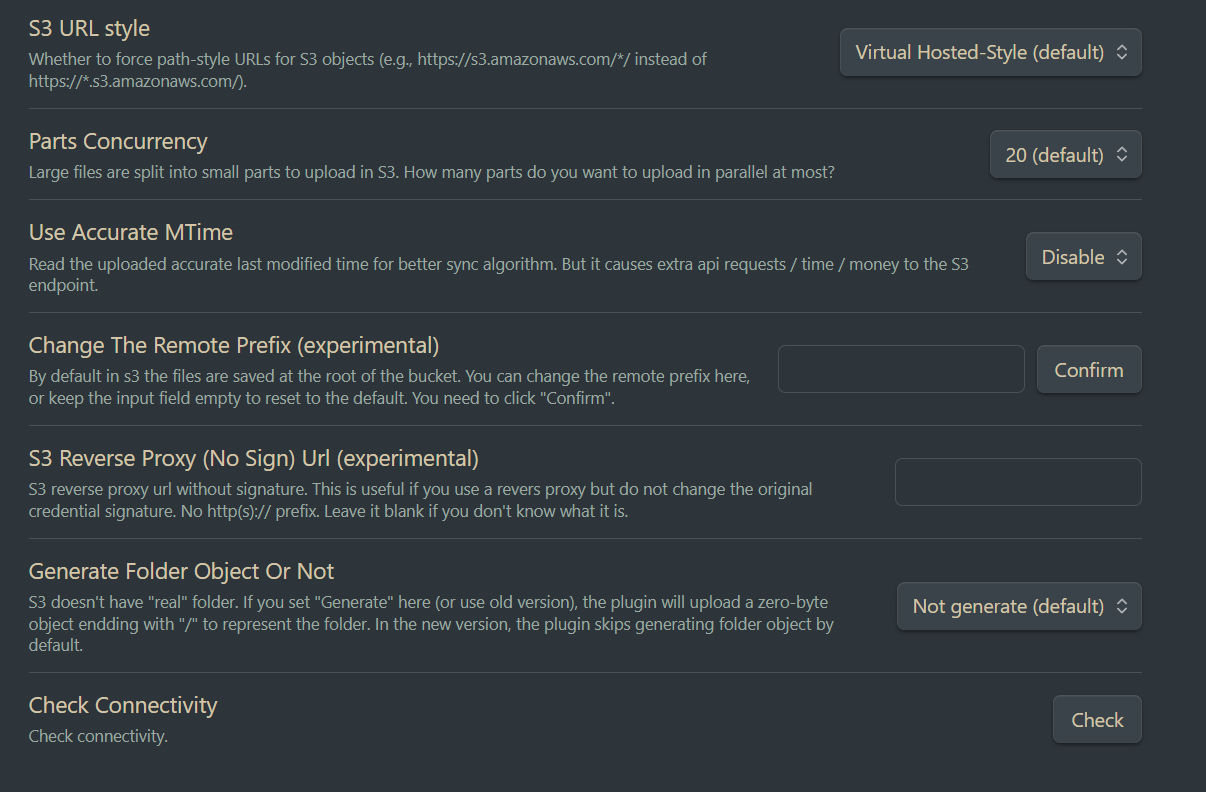 S3 URL style
Whether to force path-style URLs for S3 objects (e.g., https://s3.amazonaws.com/*/ instead of
https://*.s3.amazonaws.com/).
Virtual Hosted-Style (default)
Parts Concurrency
Large files are split into small parts to upload in S3. How many parts do you want to upload in parallel at most?
20 (default)
Use Accurate MTime
Read the uploaded accurate last modified time for better sync algorithm. But it causes extra api requests / time / money to the S3
endpoint.
Disable
Change The Remote Prefix (experimental)
By default in s3 the files are saved at the root of the bucket. You can change the remote prefix here,
or keep the input field empty to reset to the default. You need to click "Confirm".
Confirm
S3 Reverse Proxy (No Sign) Url (experimental)
S3 reverse proxy url without signature. This is useful if you use a revers proxy but do not change the original
credential signature. No http(s):// prefix. Leave it blank if you don't know what it is.
Generate Folder Object Or Not
S3 doesn't have "real" folder. If you set "Generate" here (or use old version), the plugin will upload a zero-byte
object endding with "/" to represent the folder. In the new version, the plugin skips generating folder object by
default.
Not generate (default)
Check Connectivity
Check connectivity.
Check